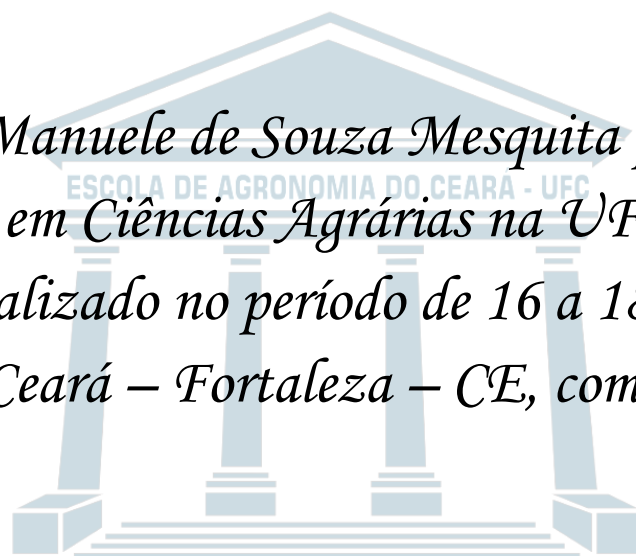 Manuele de Souza Mesquita
ESCOLA DE AGRONOMIA DO CEARÁ - UFC
em Ciências Agrárias na UF
alizado no período de 16 a 18
Ceará – Fortaleza – CE, com